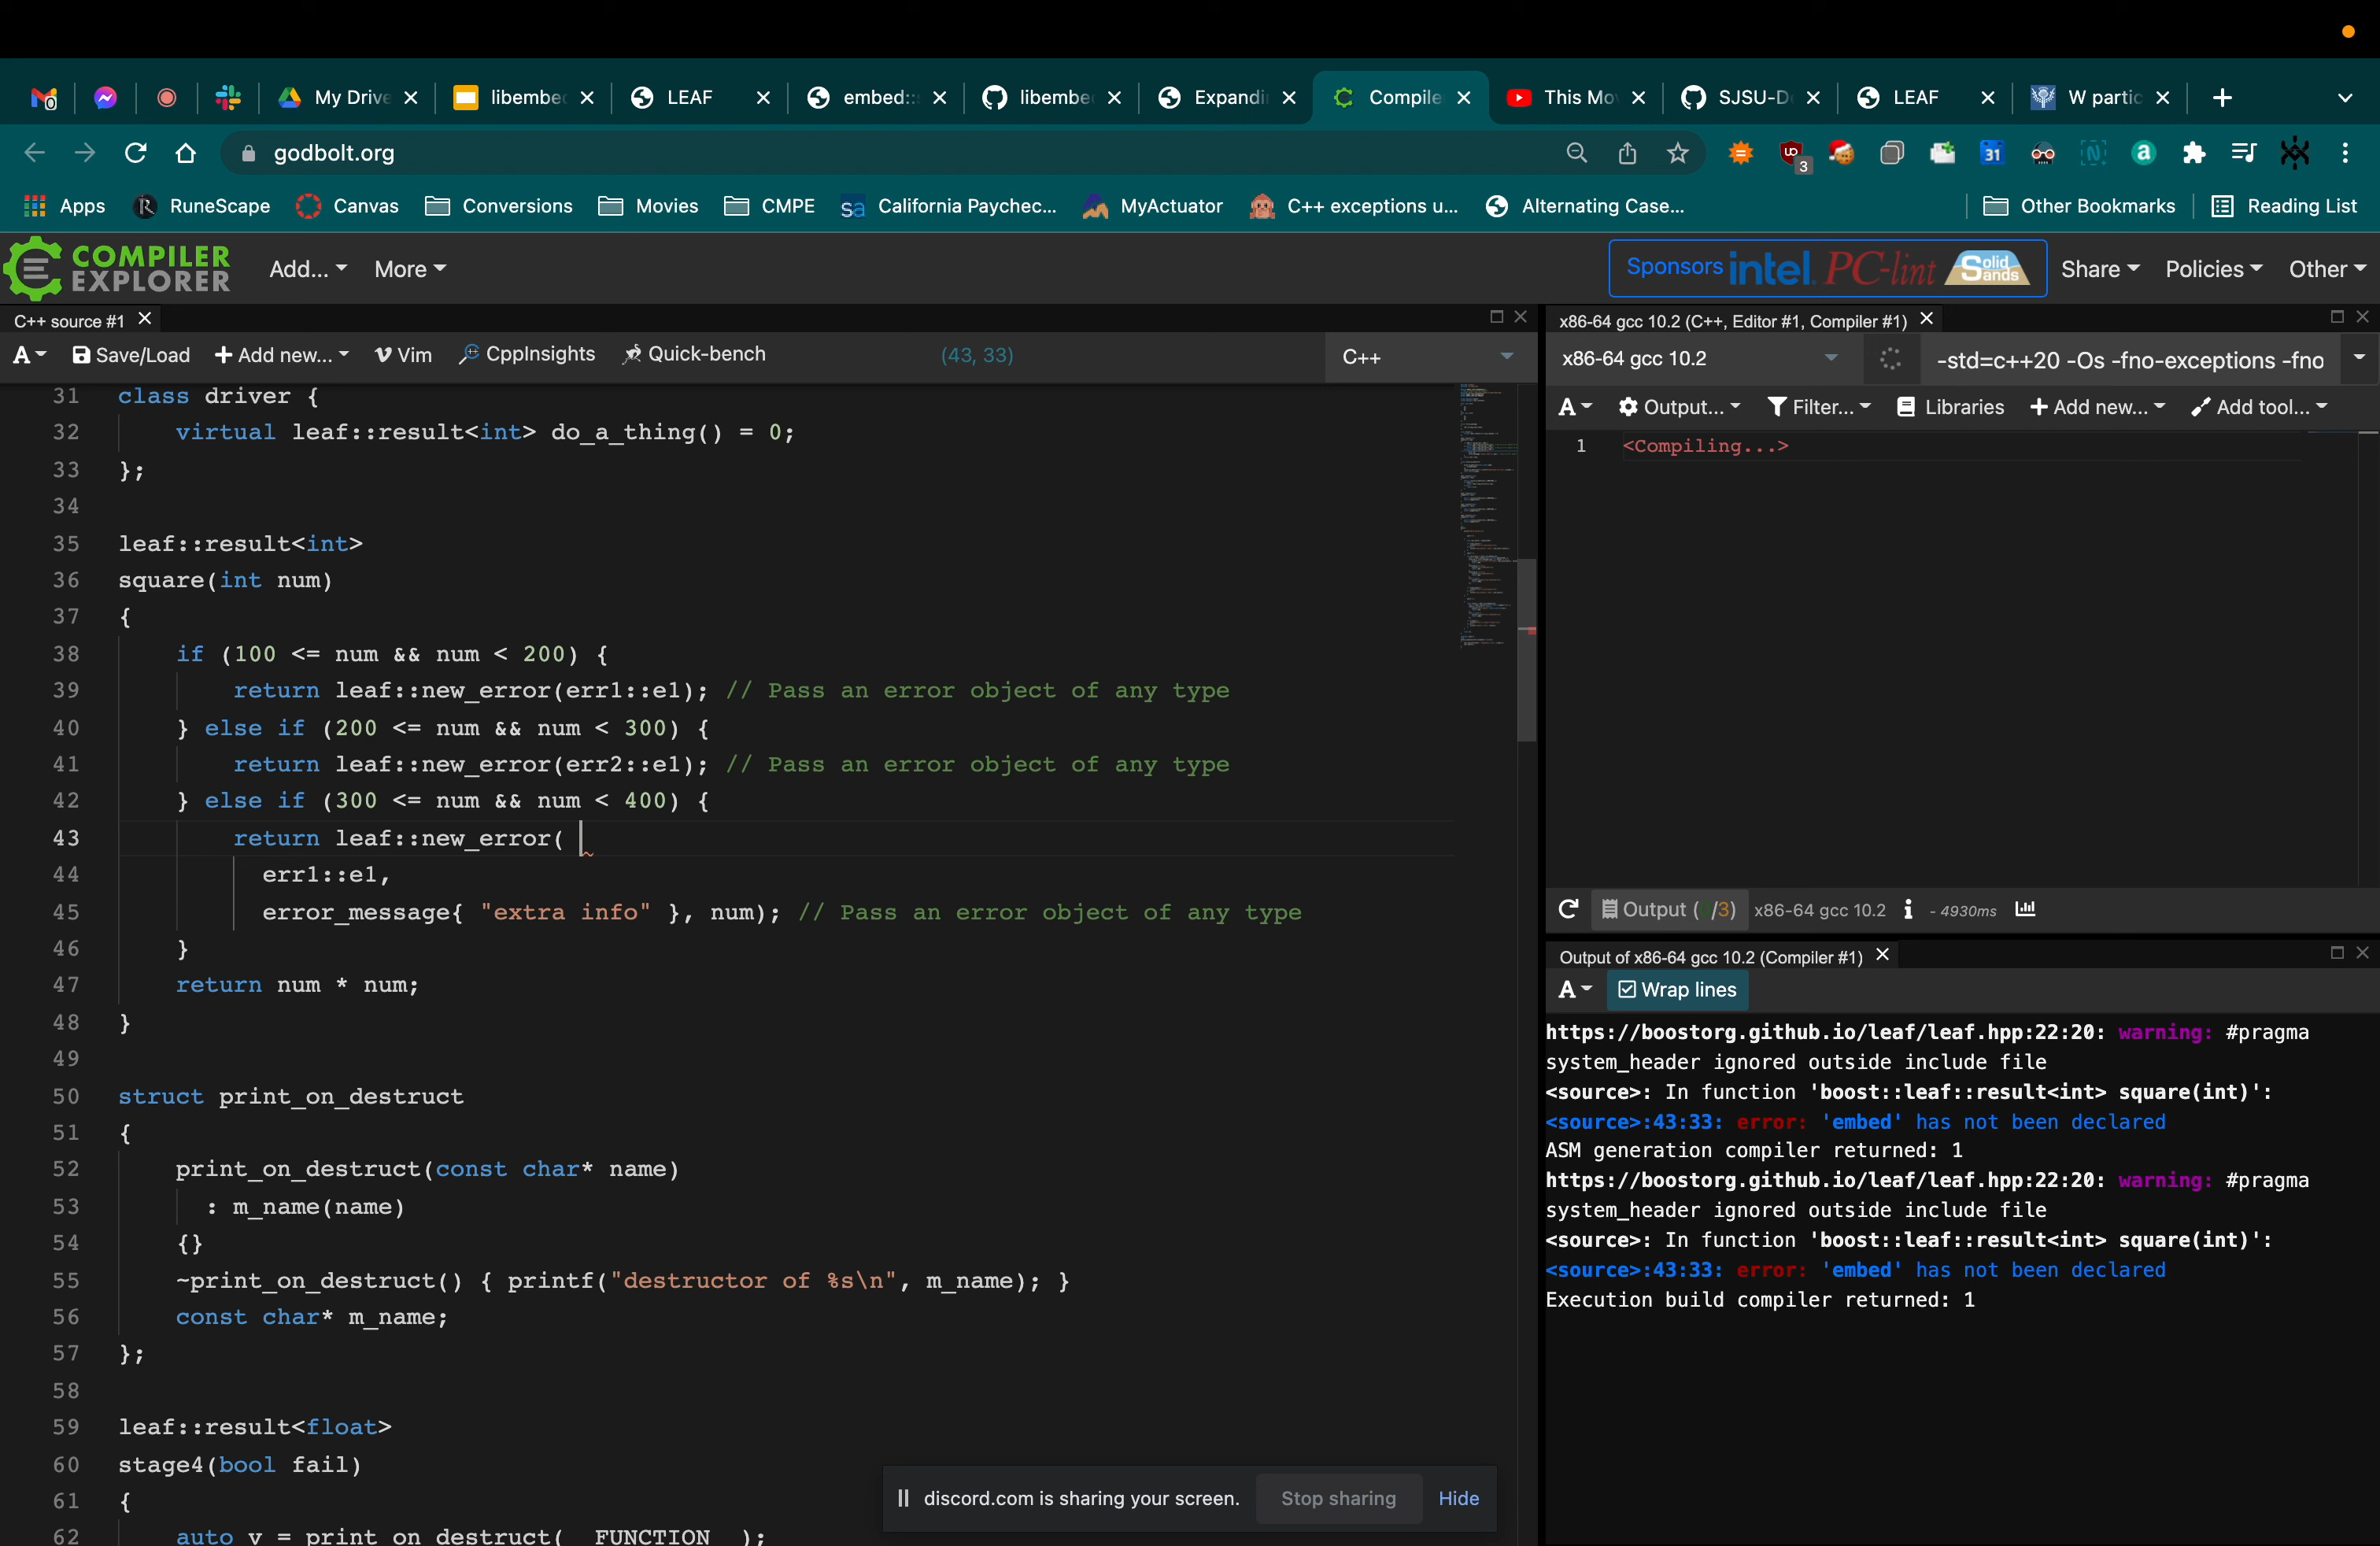 0
My Drive
libembed
LEAF
embed::
libembe
Expandi
Compile
This Mo
SJSU-D
LEAF
W partic
godbolt.org
3
31
Apps
RuneScape
Canvas
Conversions
Movies
CMPE
sa California Paychec...
MyActuator
C++ exceptions u...
Alternating Case...
Other Bookmarks
Reading List
COMPILER
EXPLORER
Add...
More
Sponsors intel. PC-lint Solid Sands
Share
Policies
Other
C++ source #1
A
Save/Load
Add new...
Vim
CppInsights
Quick-bench
(43, 33)
C++
31 class driver {
32 virtual leaf::result<int> do_a_thing() = 0;
33 };
34
35 leaf::result<int>
36 square(int num)
37 {
38 if (100 <= num && num < 200) {
39 return leaf::new_error(err1::e1); // Pass an error object of any type
40 } else if (200 <= num && num < 300) {
41 return leaf::new_error(err2::e1); // Pass an error object of any type
42 } else if (300 <= num && num < 400) {
43 return leaf::new_error(
44 err1::e1,
45 error_message{ "extra info" }, num); // Pass an error object of any type
46 }
47 return num * num;
48 }
49
50 struct print_on_destruct
51 {
52 print_on_destruct(const char* name)
53 : m_name(name)
54 {}
55 ~print_on_destruct() { printf("destructor of %s\n", m_name); }
56 const char* m_name;
57 };
58
59 leaf::result<float>
60 stage4(bool fail)
61 {
62 auto v = print_on_destruct(__FUNCTION__);
x86-64 gcc 10.2 (C++, Editor #1, Compiler #1)
x86-64 gcc 10.2
-std=c++20 -Os -fno-exceptions -fno
A
Output...
Filter...
Libraries
Add new...
Add tool...
1 <Compiling...>
Output (0/3) x86-64 gcc 10.2 i - 4930ms
Output of x86-64 gcc 10.2 (Compiler #1)
A
Wrap lines
https://boostorg.github.io/leaf/leaf.hpp:22:20: warning: #pragma
system_header ignored outside include file
<source>: In function 'boost::leaf::result<int> square(int)':
<source>:43:33: error: 'embed' has not been declared
ASM generation compiler returned: 1
https://boostorg.github.io/leaf/leaf.hpp:22:20: warning: #pragma
system_header ignored outside include file
<source>: In function 'boost::leaf::result<int> square(int)':
<source>:43:33: error: 'embed' has not been declared
Execution build compiler returned: 1
discord.com is sharing your screen.
Stop sharing
Hide